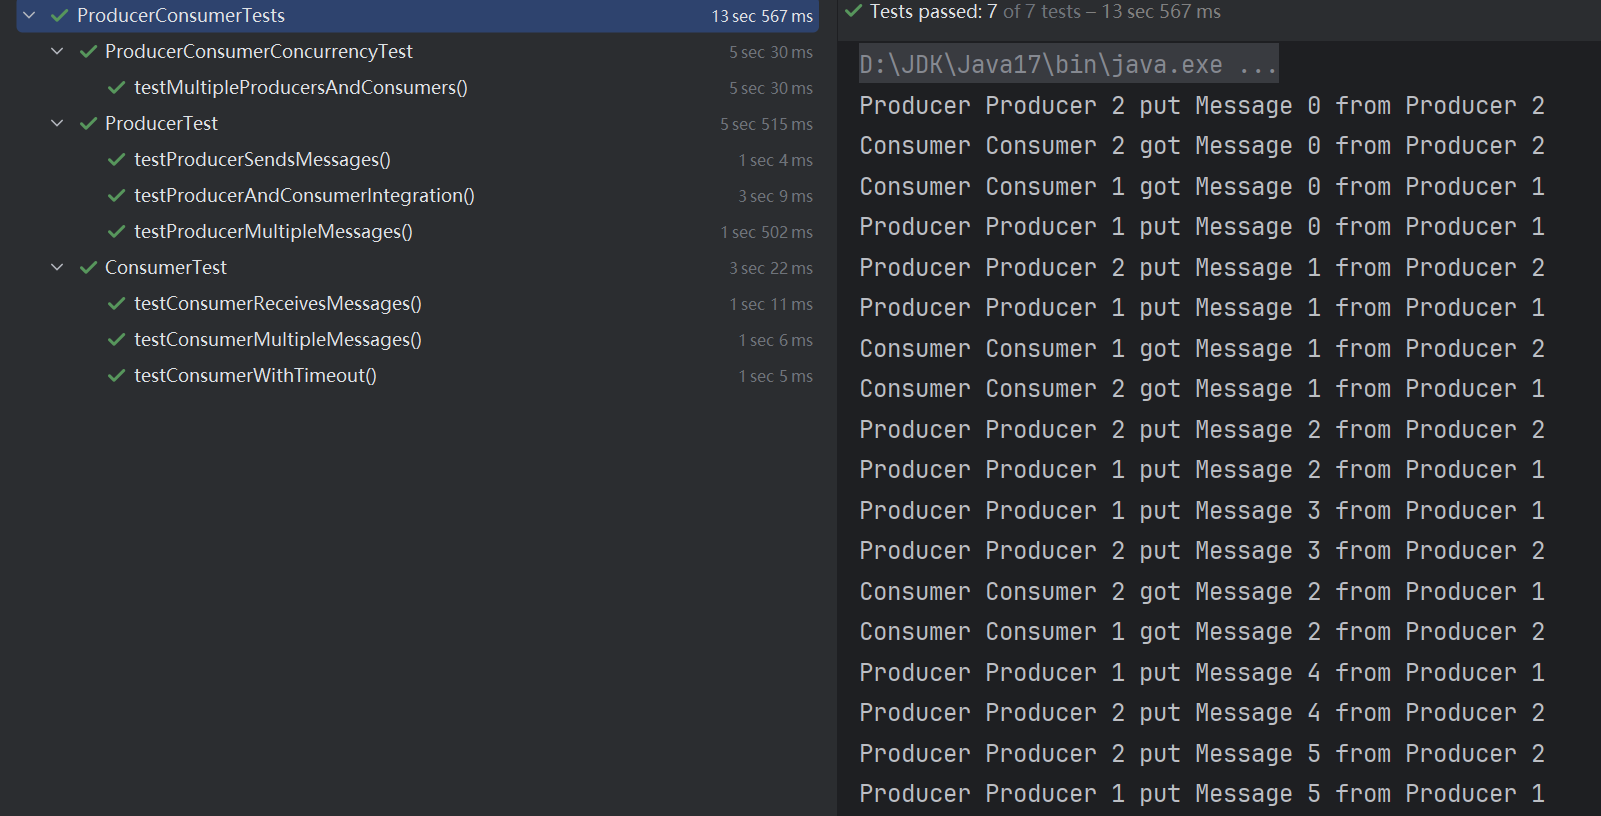 ProducerConsumerTests 13 sec 567 ms
ProducerConsumerConcurrencyTest 5 sec 30 ms
testMultipleProducersAndConsumers() 5 sec 30 ms
ProducerTest 5 sec 515 ms
testProducerSendsMessages() 1 sec 4 ms
testProducerAndConsumerIntegration() 3 sec 9 ms
testProducerMultipleMessages() 1 sec 502 ms
ConsumerTest 3 sec 22 ms
testConsumerReceivesMessages() 1 sec 11 ms
testConsumerMultipleMessages() 1 sec 6 ms
testConsumerWithTimeout() 1 sec 5 ms
Tests passed: 7 of 7 tests – 13 sec 567 ms
D:\JDK\Java17\bin\java.exe ...
Producer Producer 2 put Message 0 from Producer 2
Consumer Consumer 2 got Message 0 from Producer 2
Consumer Consumer 1 got Message 0 from Producer 1
Producer Producer 1 put Message 0 from Producer 1
Producer Producer 2 put Message 1 from Producer 2
Producer Producer 1 put Message 1 from Producer 1
Consumer Consumer 1 got Message 1 from Producer 2
Consumer Consumer 2 got Message 1 from Producer 1
Producer Producer 2 put Message 2 from Producer 2
Producer Producer 1 put Message 2 from Producer 1
Producer Producer 1 put Message 3 from Producer 1
Producer Producer 2 put Message 3 from Producer 2
Consumer Consumer 2 got Message 2 from Producer 1
Consumer Consumer 1 got Message 2 from Producer 2
Producer Producer 1 put Message 4 from Producer 1
Producer Producer 2 put Message 4 from Producer 2
Producer Producer 2 put Message 5 from Producer 2
Producer Producer 1 put Message 5 from Producer 1